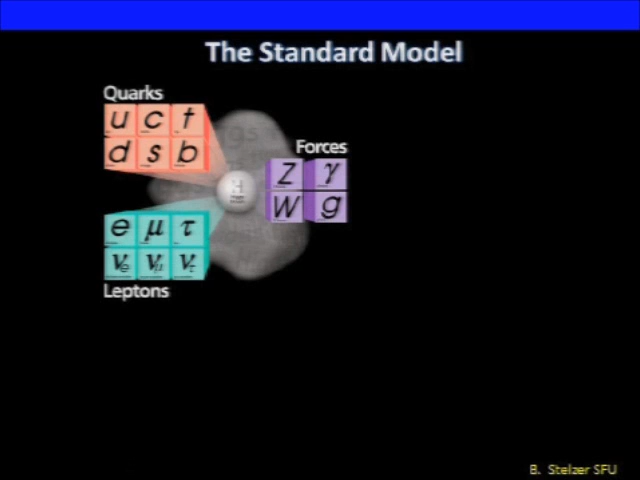 The Standard Model
Quarks
u c t
d s b
Forces
Z γ
W g
H
e μ τ
νe νμ ντ
Leptons
B. Stelzer SFU